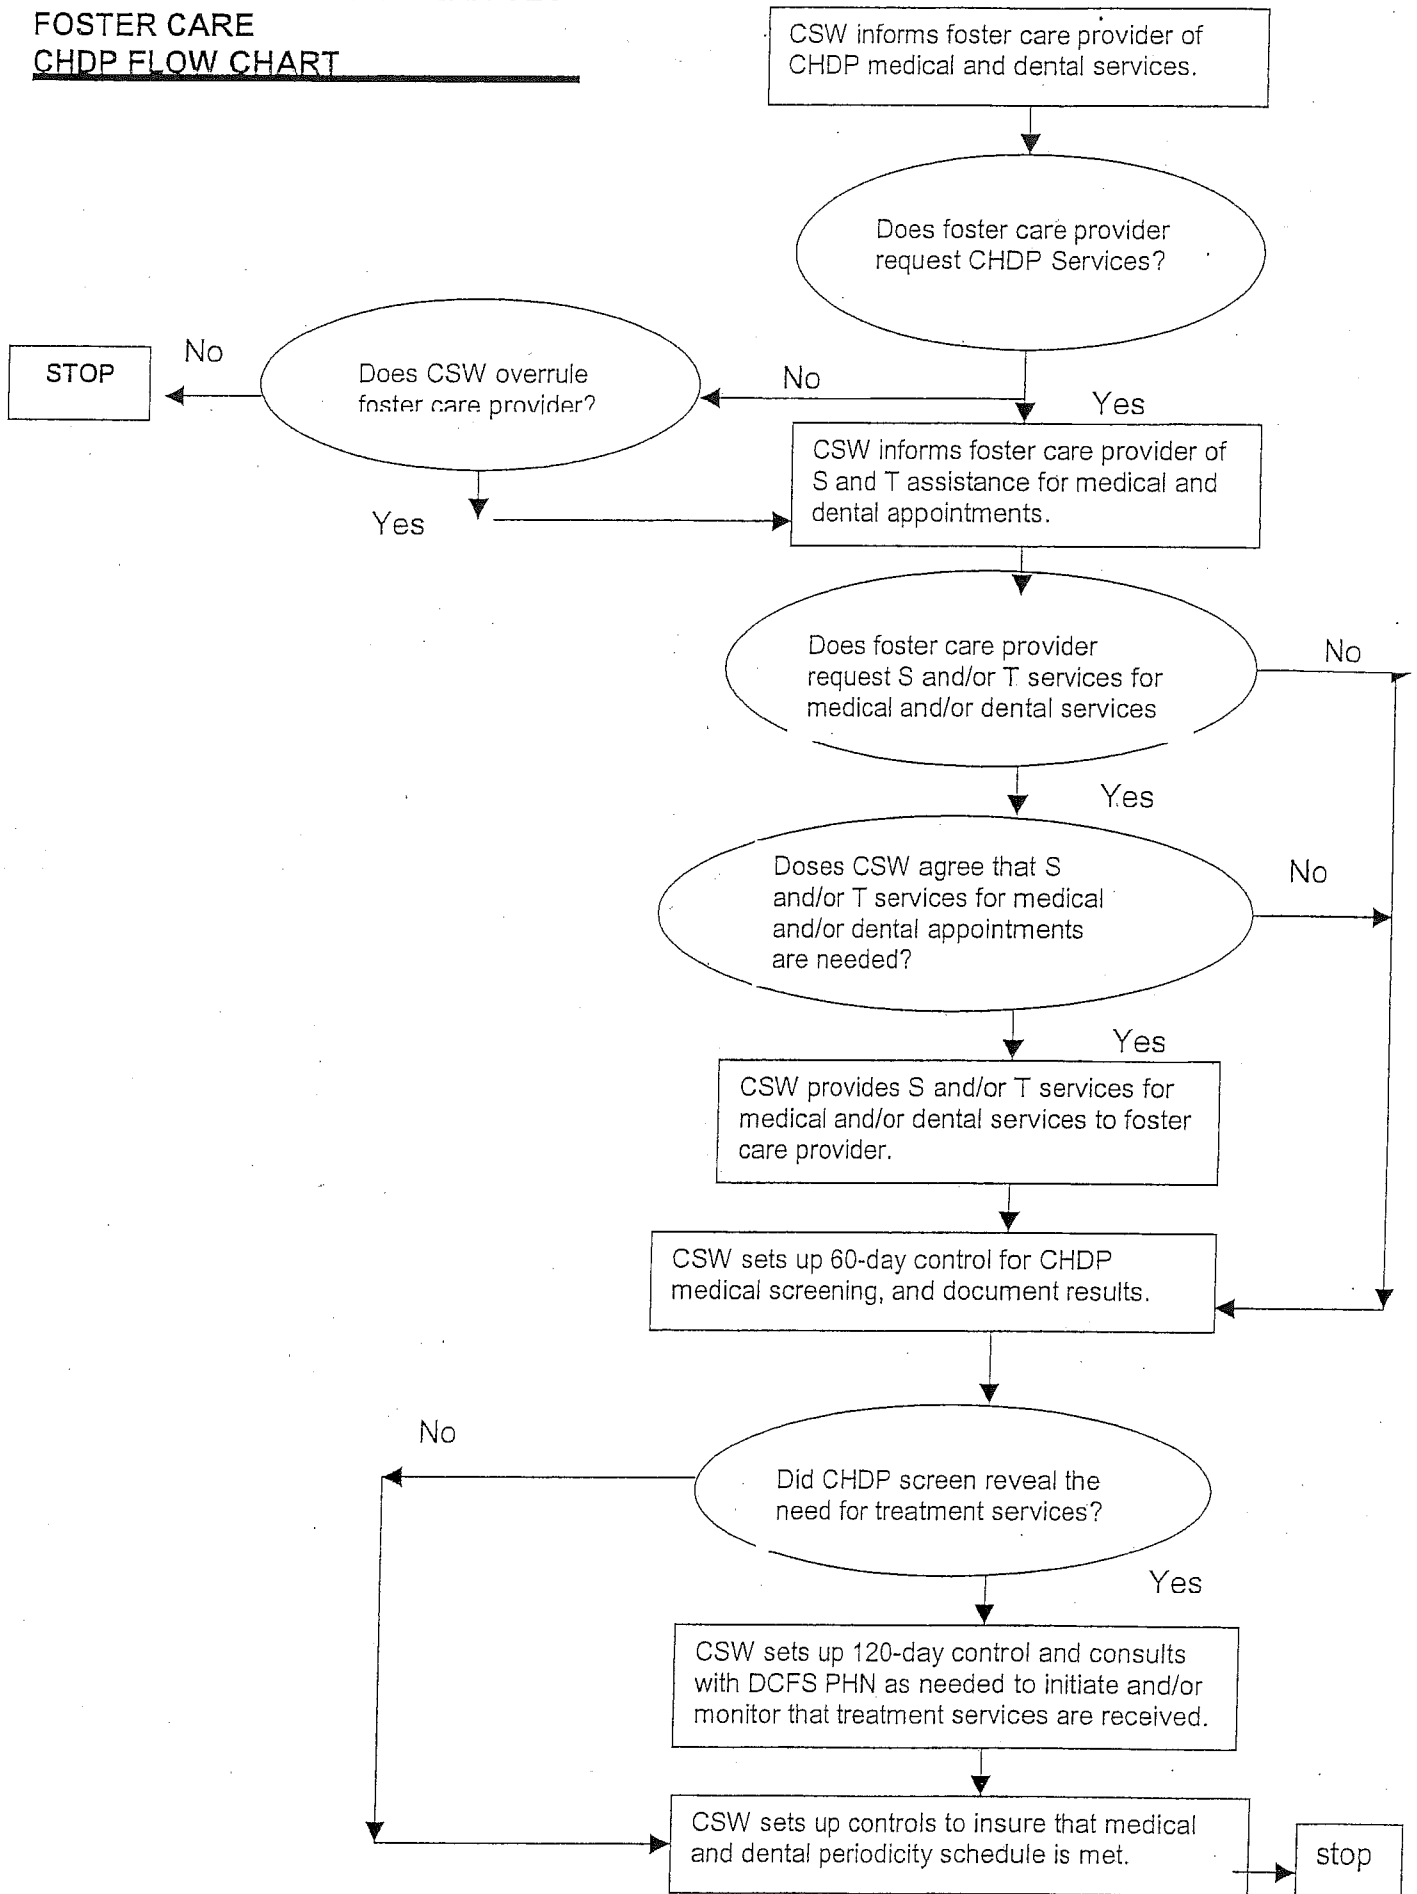 FOSTER CARE
CHDP FLOW CHART
CSW informs foster care provider of
CHDP medical and dental services.
Does foster care provider
request CHDP Services?
No
Yes
Does CSW overrule
foster care provider?
No
STOP
Yes
CSW informs foster care provider of
S and T assistance for medical and
dental appointments.
Does foster care provider
request S and/or T services for
medical and/or dental services
No
Yes
Doses CSW agree that S
and/or T services for medical
and/or dental appointments
are needed?
No
Yes
CSW provides S and/or T services for
medical and/or dental services to foster
care provider.
CSW sets up 60-day control for CHDP
medical screening, and document results.
Did CHDP screen reveal the
need for treatment services?
No
Yes
CSW sets up 120-day control and consults
with DCFS PHN as needed to initiate and/or
monitor that treatment services are received.
CSW sets up controls to insure that medical
and dental periodicity schedule is met.
stop